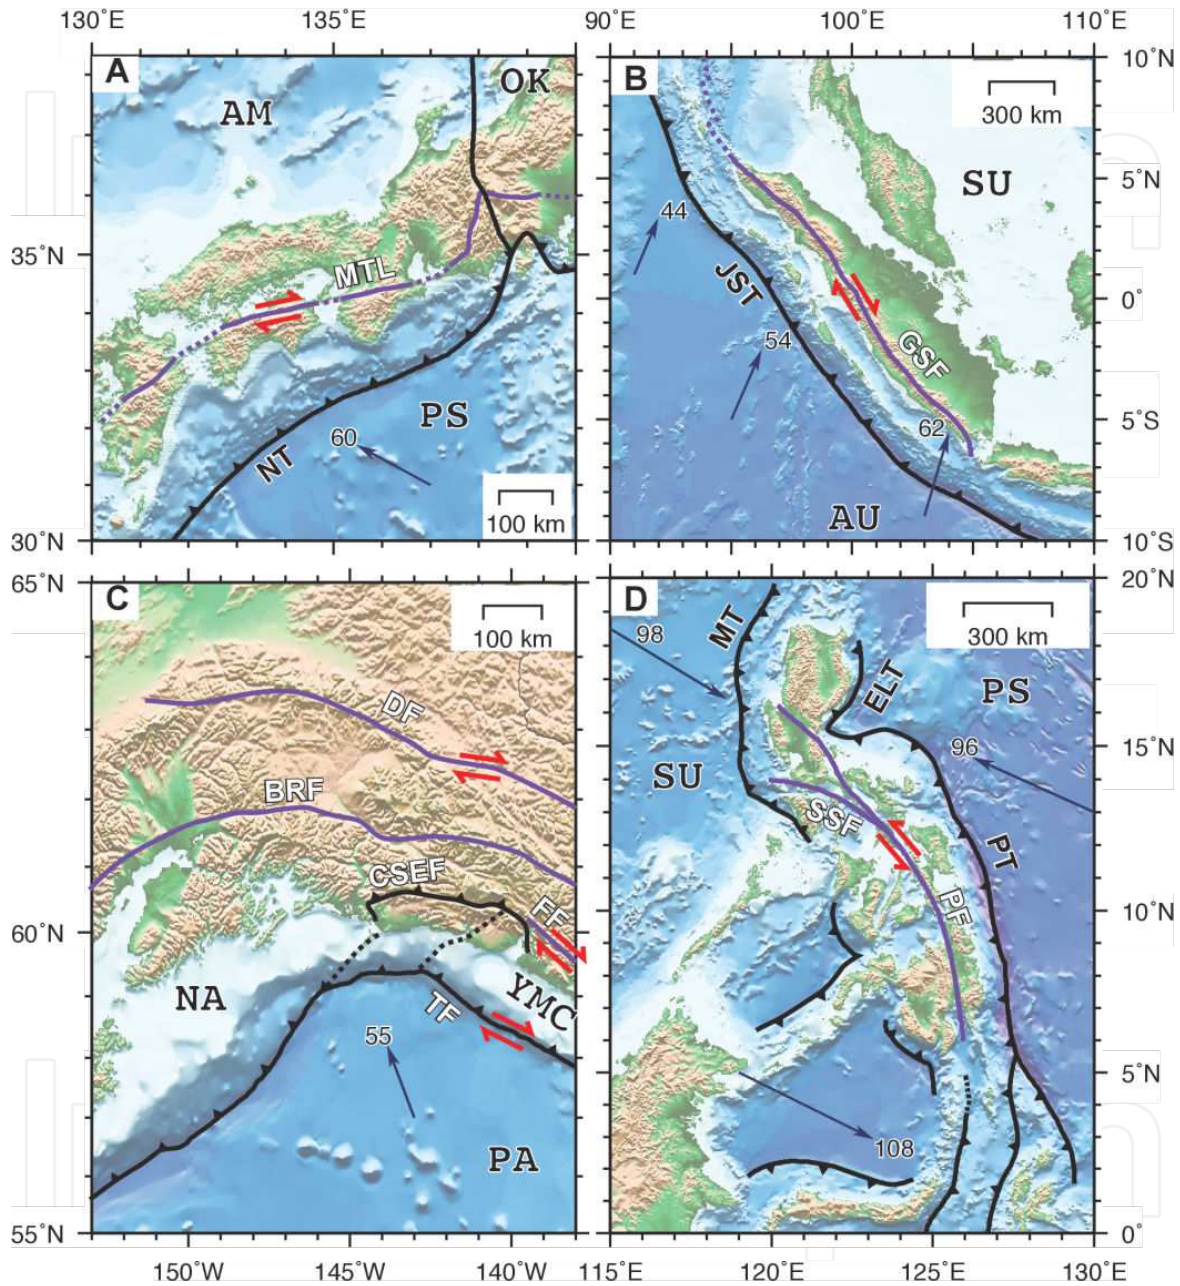 130°E
135°E
90°E
100°E
110°E
A
OK
AM
35°N
MTL
PS
60
NT
100 km
30°N
B
10°N
300 km
SU
5°N
44
JST
0°
54
GSF
5°S
62
AU
10°S
65°N
C
100 km
DF
BRF
CSEF
FF
60°N
NA
YMC
TF
55
PA
55°N
150°W
145°W
140°W
D
20°N
98
MT
300 km
ELT
PS
15°N
96
SU
SSF
PT
PF
10°N
5°N
108
0°
115°E
120°E
125°E
130°E